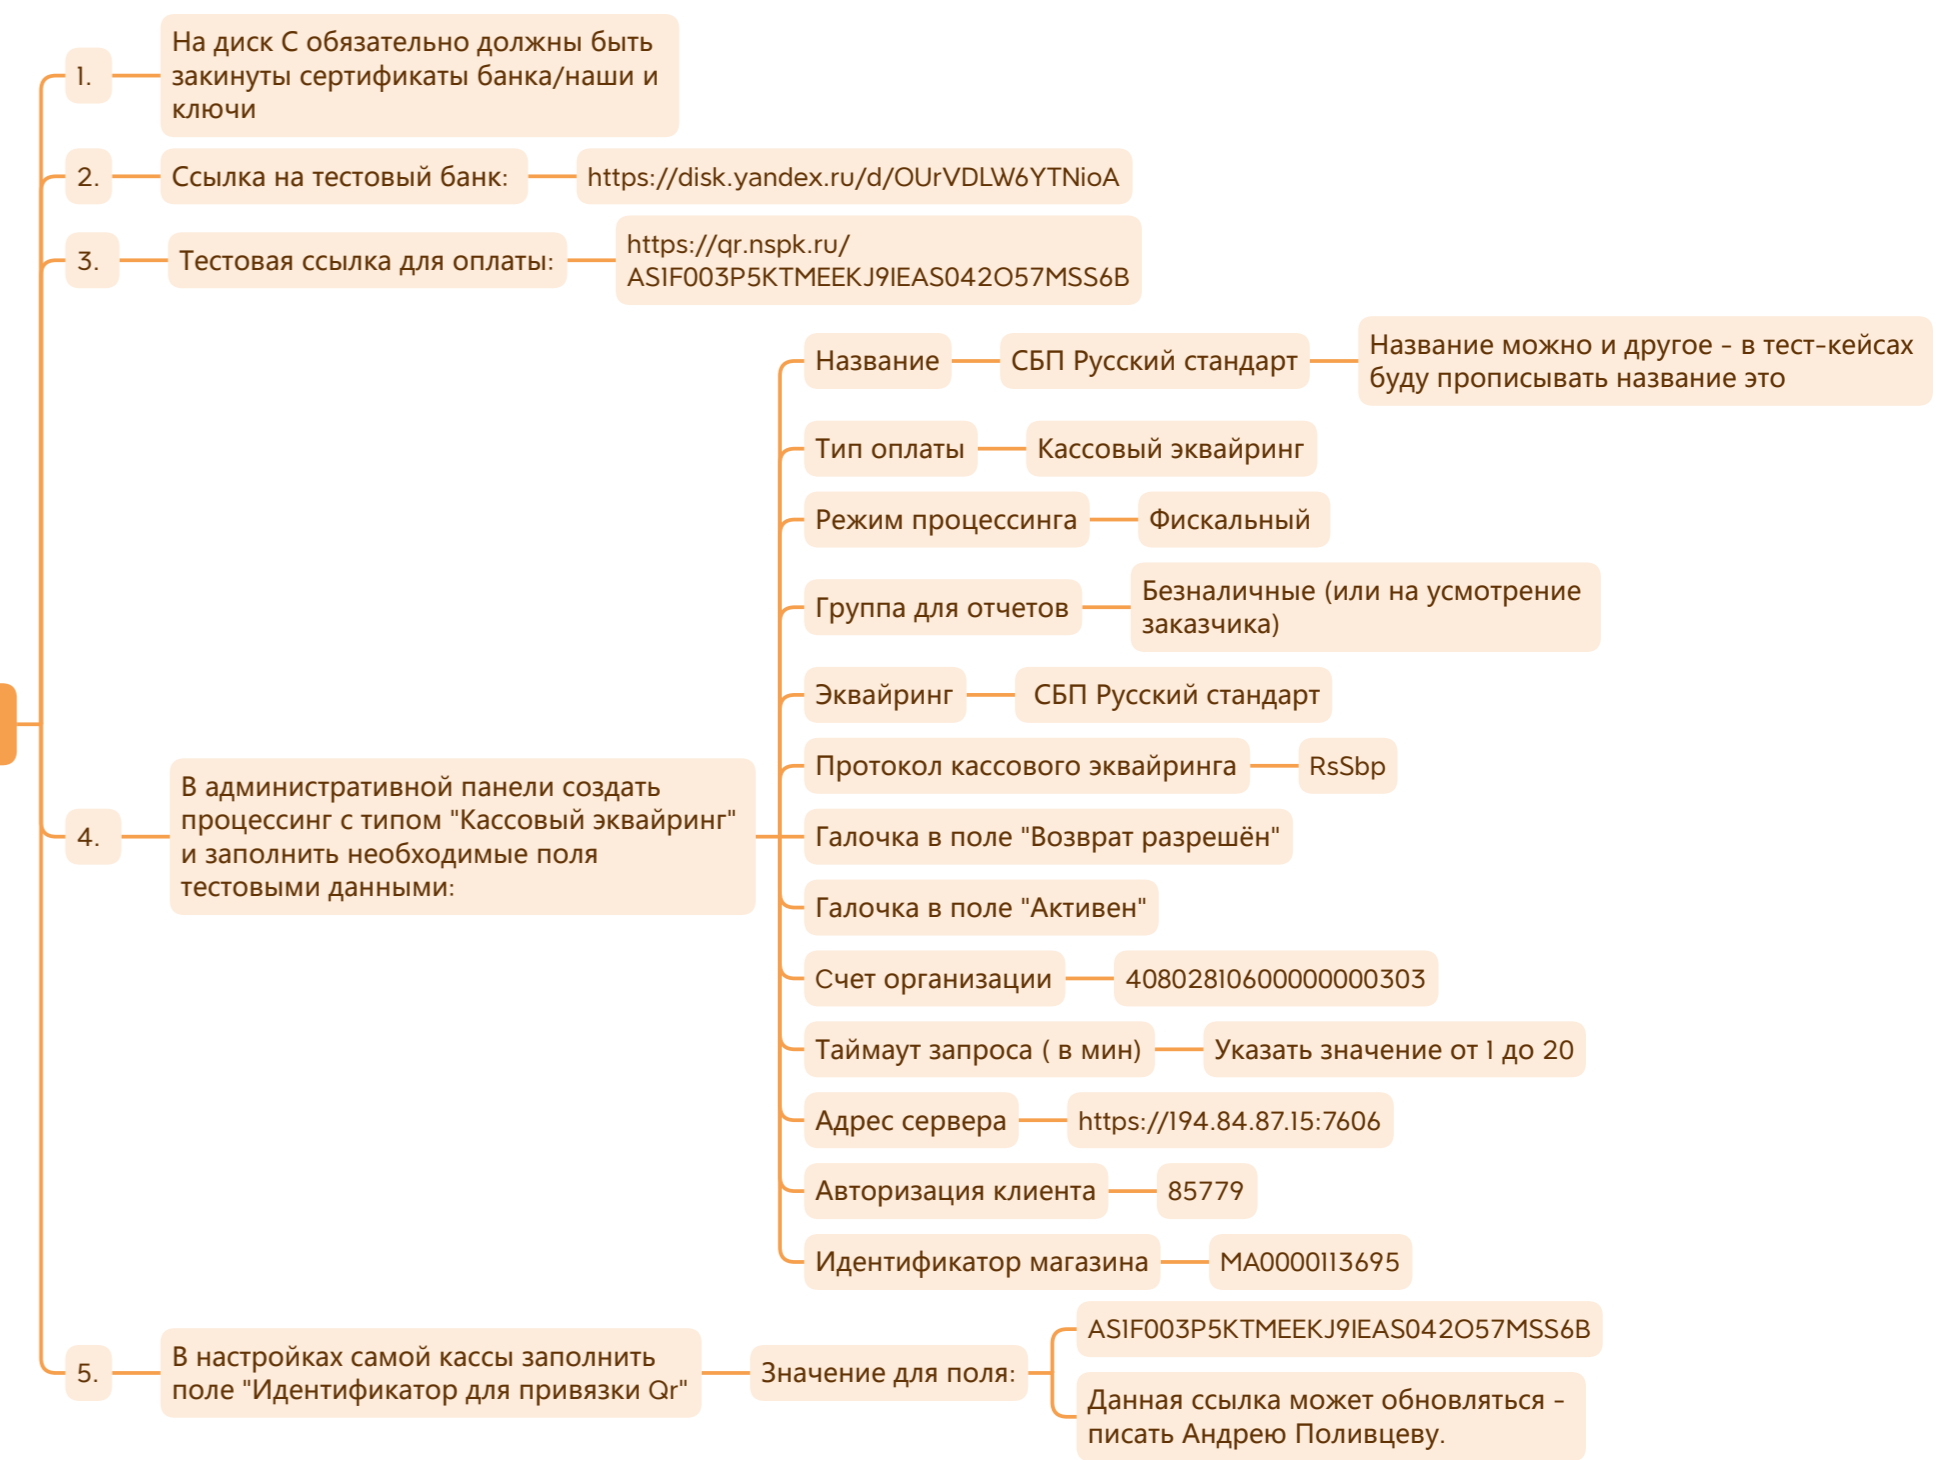 1.
На диск С обязательно должны быть
закинуты сертификаты банка/наши и
ключи
2.
Ссылка на тестовый банк:
https://disk.yandex.ru/d/OUrVDLW6YTNioA
3.
Тестовая ссылка для оплаты:
https://qr.nspk.ru/
AS1F003P5KTMEEKJ9IEAS042O57MSS6B
4.
В административной панели создать
процессинг с типом "Кассовый эквайринг"
и заполнить необходимые поля
тестовыми данными:
Название
СБП Русский стандарт
Название можно и другое - в тест-кейсах
буду прописывать название это
Тип оплаты
Кассовый эквайринг
Режим процессинга
Фискальный
Группа для отчетов
Безналичные (или на усмотрение
заказчика)
Эквайринг
СБП Русский стандарт
Протокол кассового эквайринга
RsSbp
Галочка в поле "Возврат разрешён"
Галочка в поле "Активен"
Счет организации
40802810600000000303
Таймаут запроса ( в мин)
Указать значение от 1 до 20
Адрес сервера
https://194.84.87.15:7606
Авторизация клиента
85779
Идентификатор магазина
MA0000113695
5.
В настройках самой кассы заполнить
поле "Идентификатор для привязки Qr"
Значение для поля:
AS1F003P5KTMEEKJ9IEAS042O57MSS6B
Данная ссылка может обновляться -
писать Андрею Поливцеву.